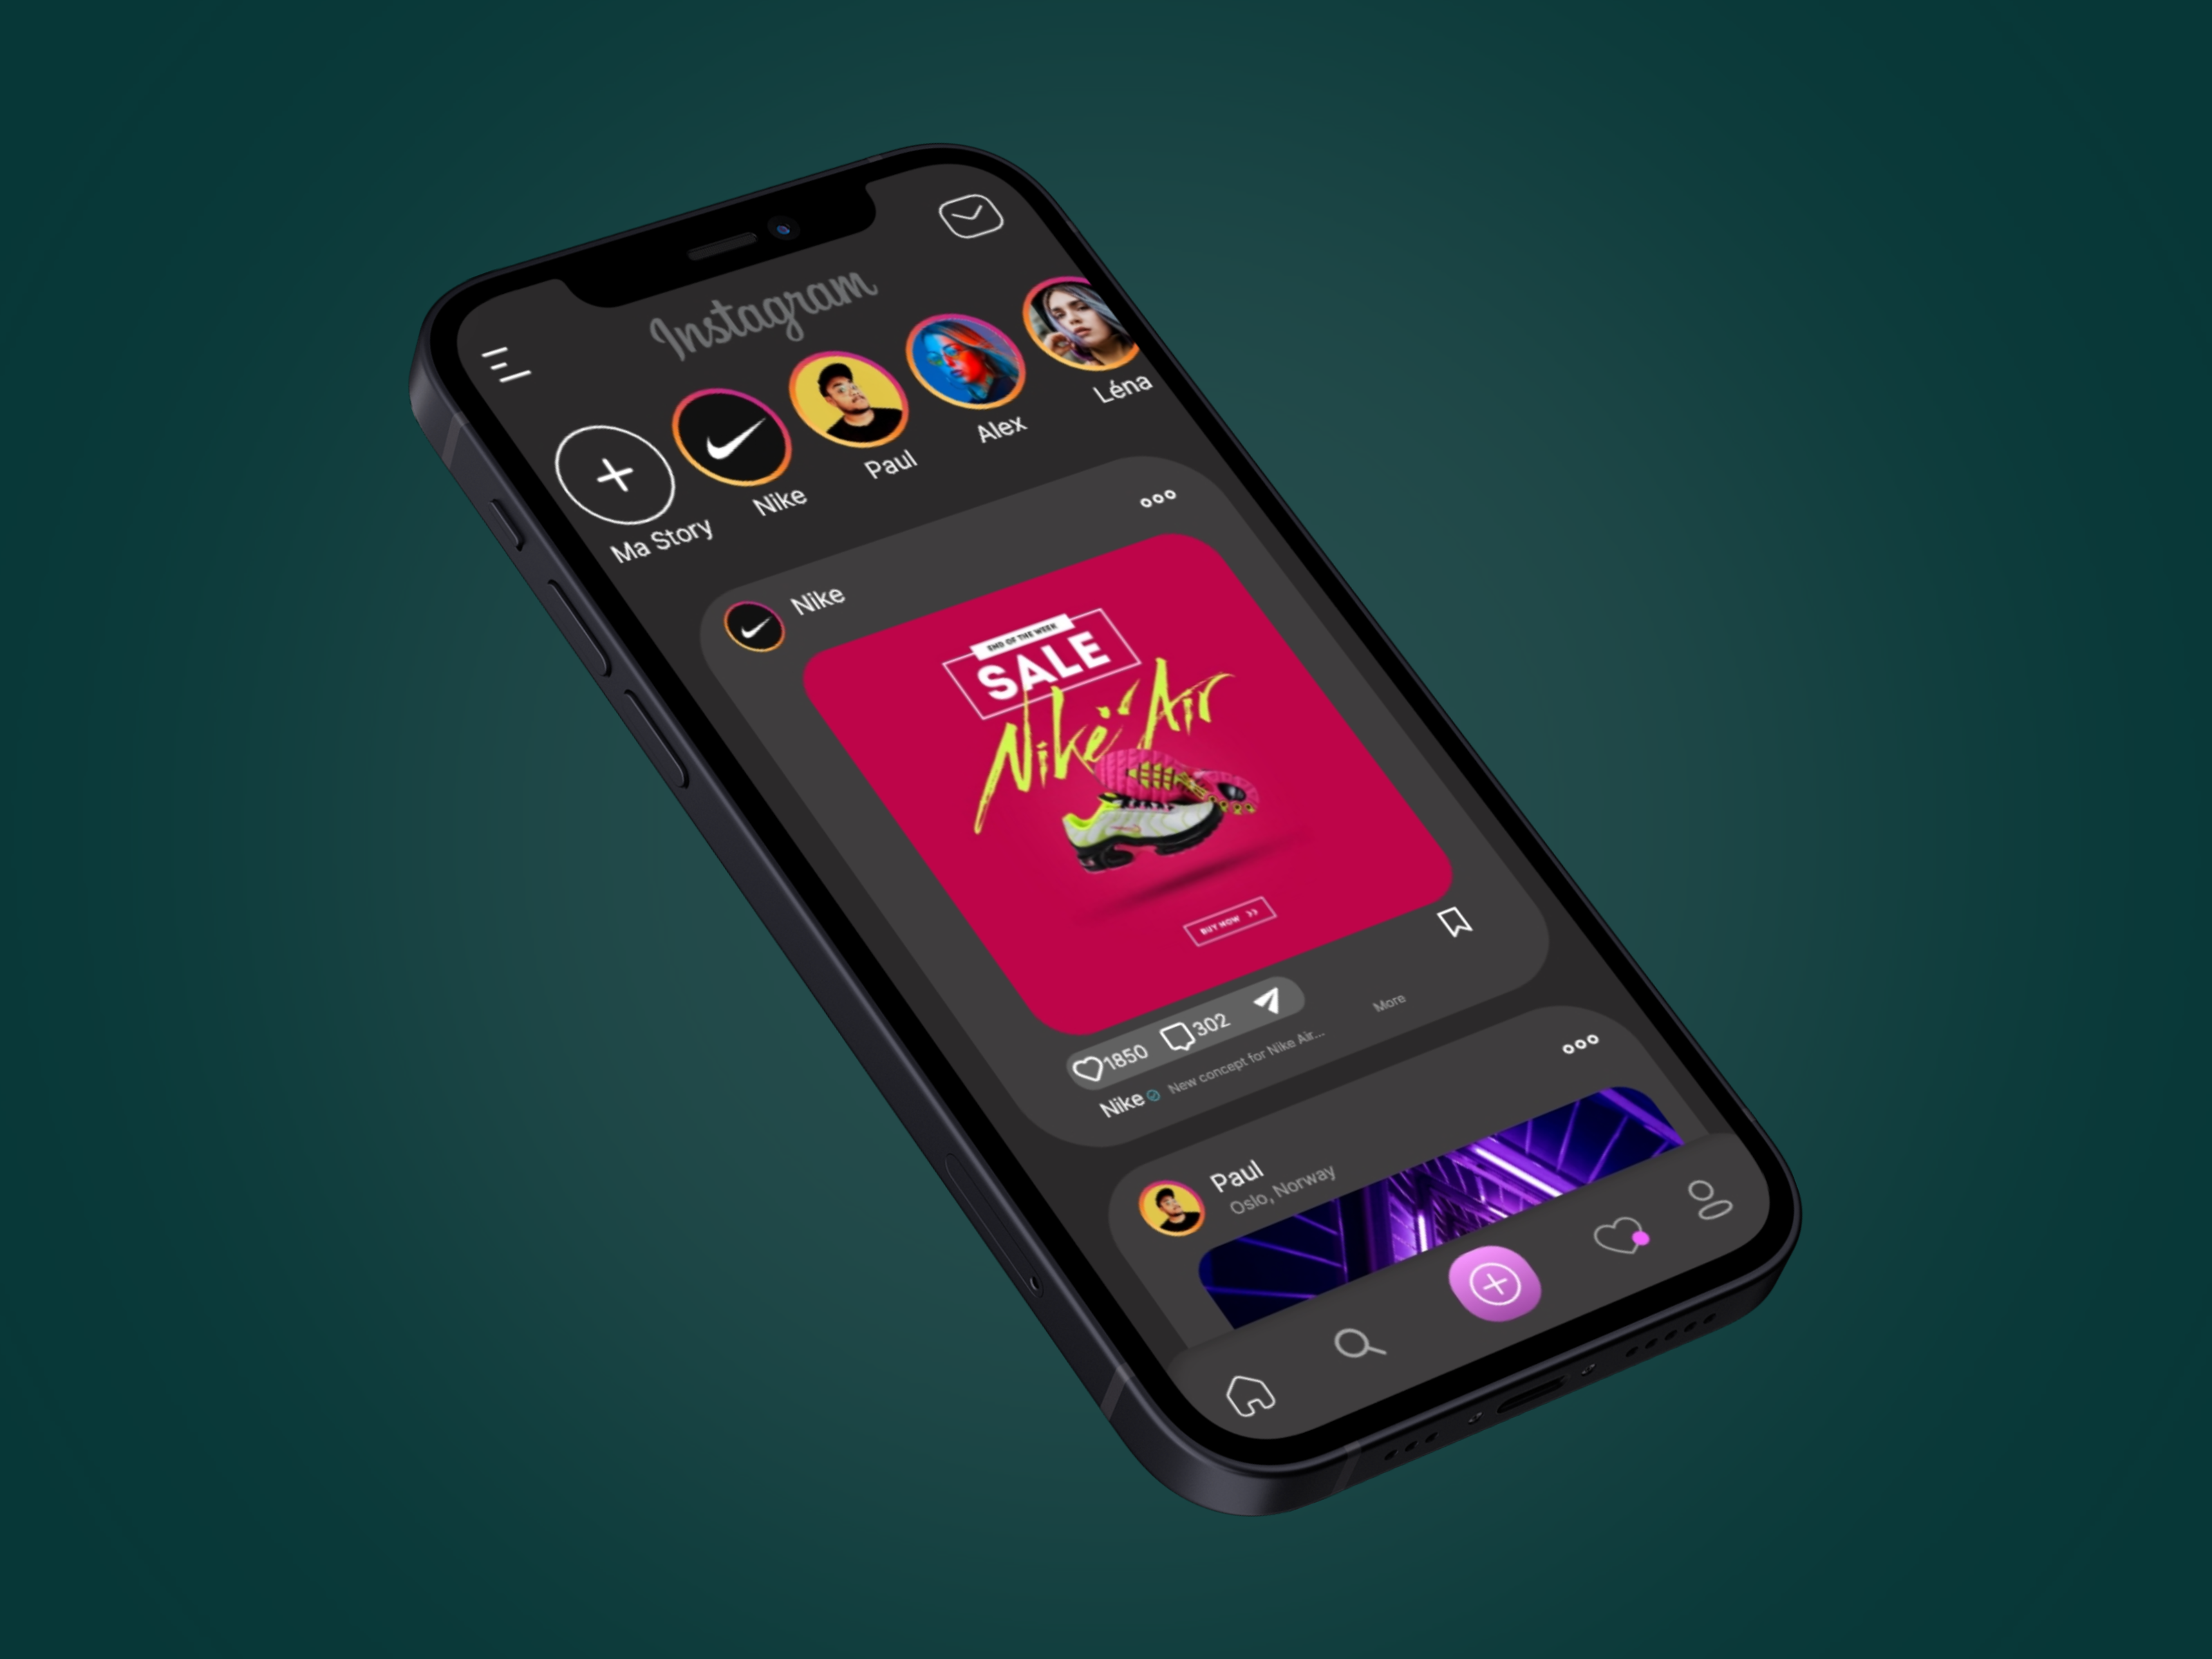 Instagram
Ma Story
Nike
Paul
Alex
Léna
Nike
END OF THE WEEK
SALE
Nike Air
BUY NOW >>
1850
302
Nike New concept for Nike Air... More
Paul
Oslo, Norway